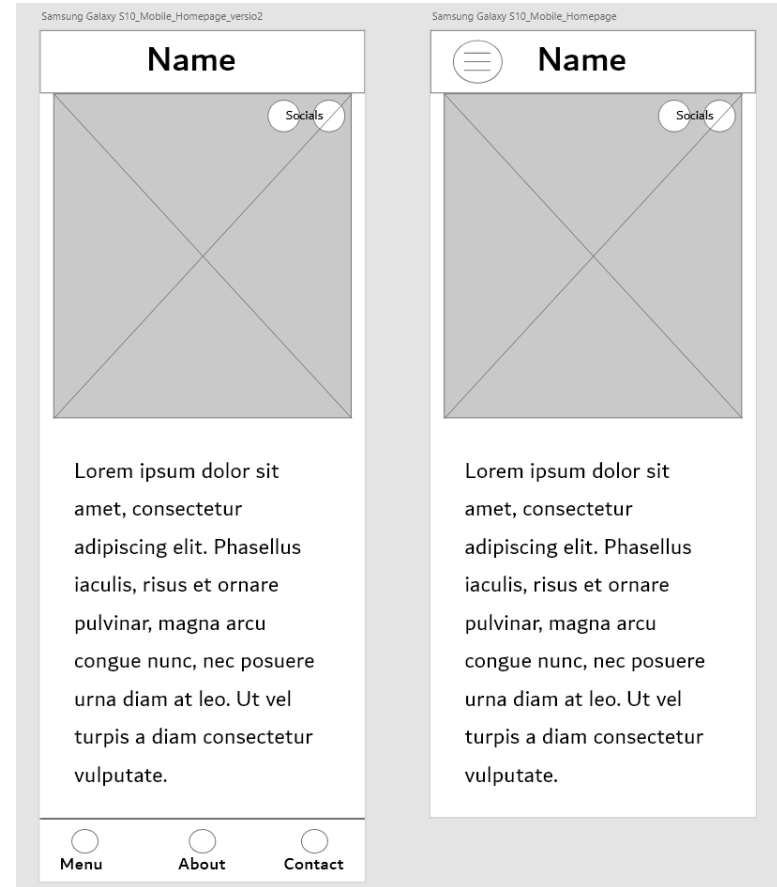 Samsung Galaxy S10_Mobile_Homepage_versio2
Name
Socials
Lorem ipsum dolor sit
amet, consectetur
adipiscing elit. Phasellus
iaculis, risus et ornare
pulvinar, magna arcu
congue nunc, nec posuere
urna diam at leo. Ut vel
turpis a diam consectetur
vulputate.
Menu
About
Contact
Samsung Galaxy S10_Mobile_Homepage
Name
Socials
Lorem ipsum dolor sit
amet, consectetur
adipiscing elit. Phasellus
iaculis, risus et ornare
pulvinar, magna arcu
congue nunc, nec posuere
urna diam at leo. Ut vel
turpis a diam consectetur
vulputate.